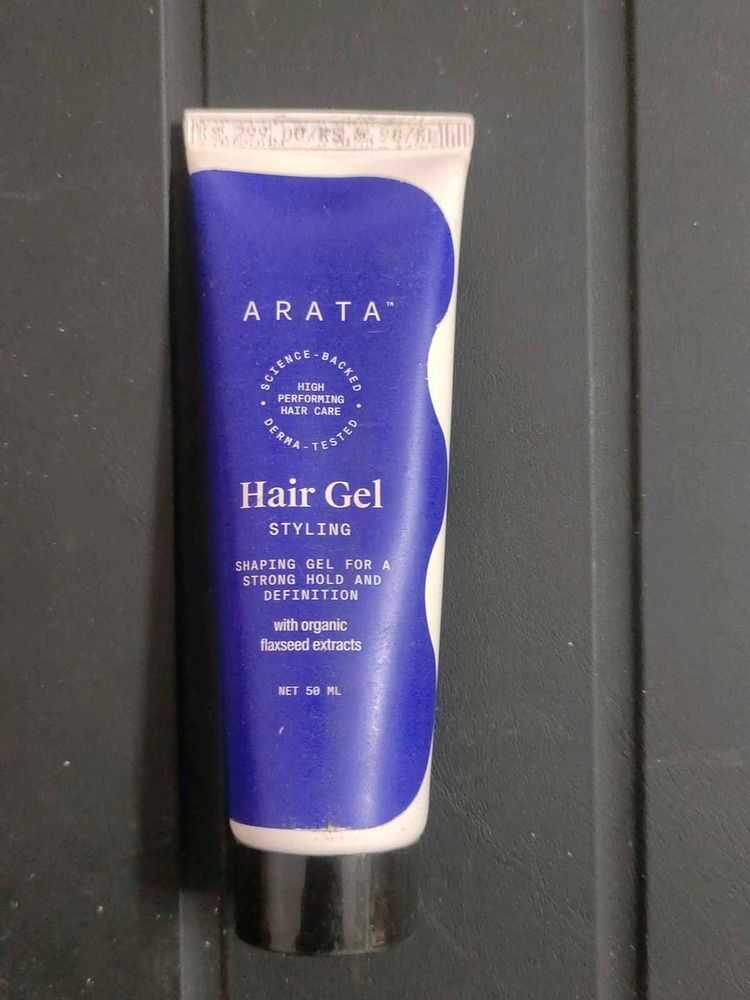 ARATA™
SCIENCE-BACKED
HIGH
PERFORMING
HAIR CARE
DERMA-TESTED
Hair Gel
STYLING
SHAPING GEL FOR A
STRONG HOLD AND
DEFINITION
with organic
flaxseed extracts
NET 50 ML